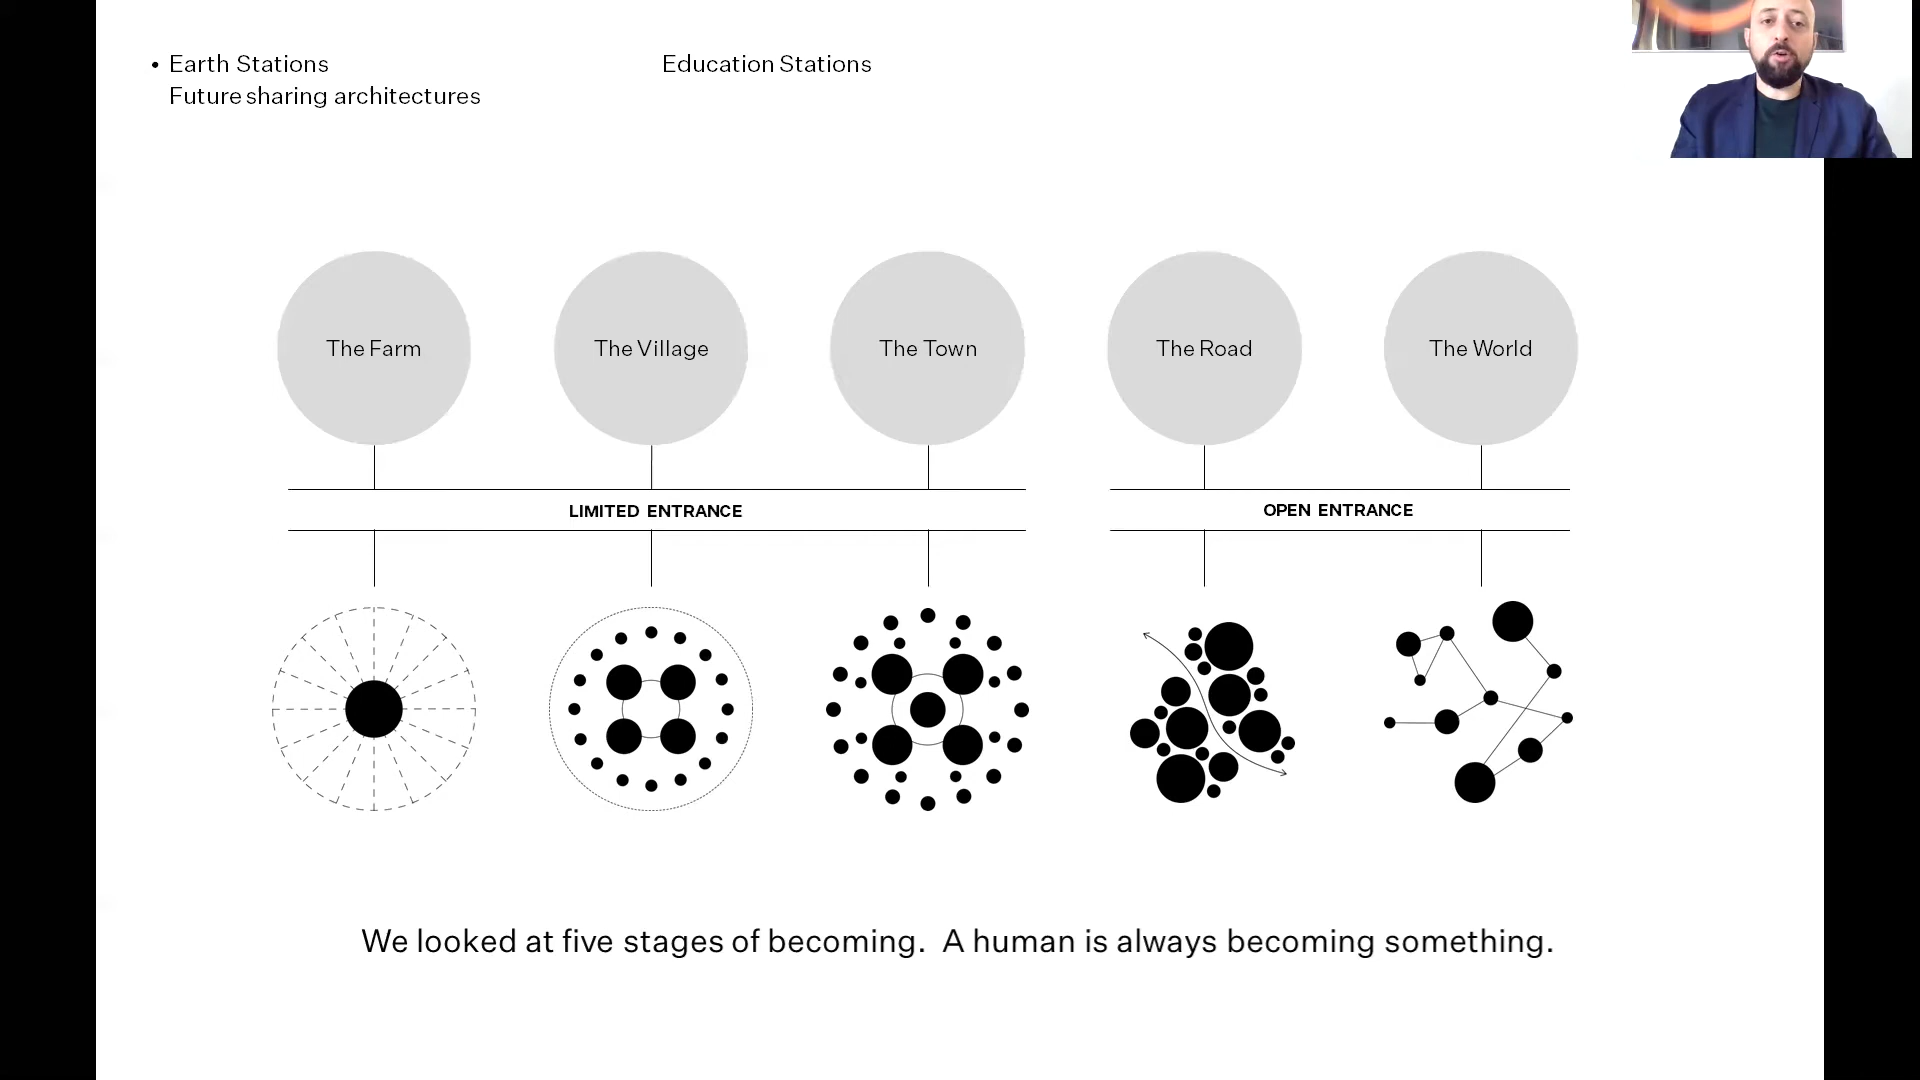 • Earth Stations
Future sharing architectures
Education Stations
The Farm
The Village
The Town
The Road
The World
LIMITED ENTRANCE
OPEN ENTRANCE
We looked at five stages of becoming. A human is always becoming something.